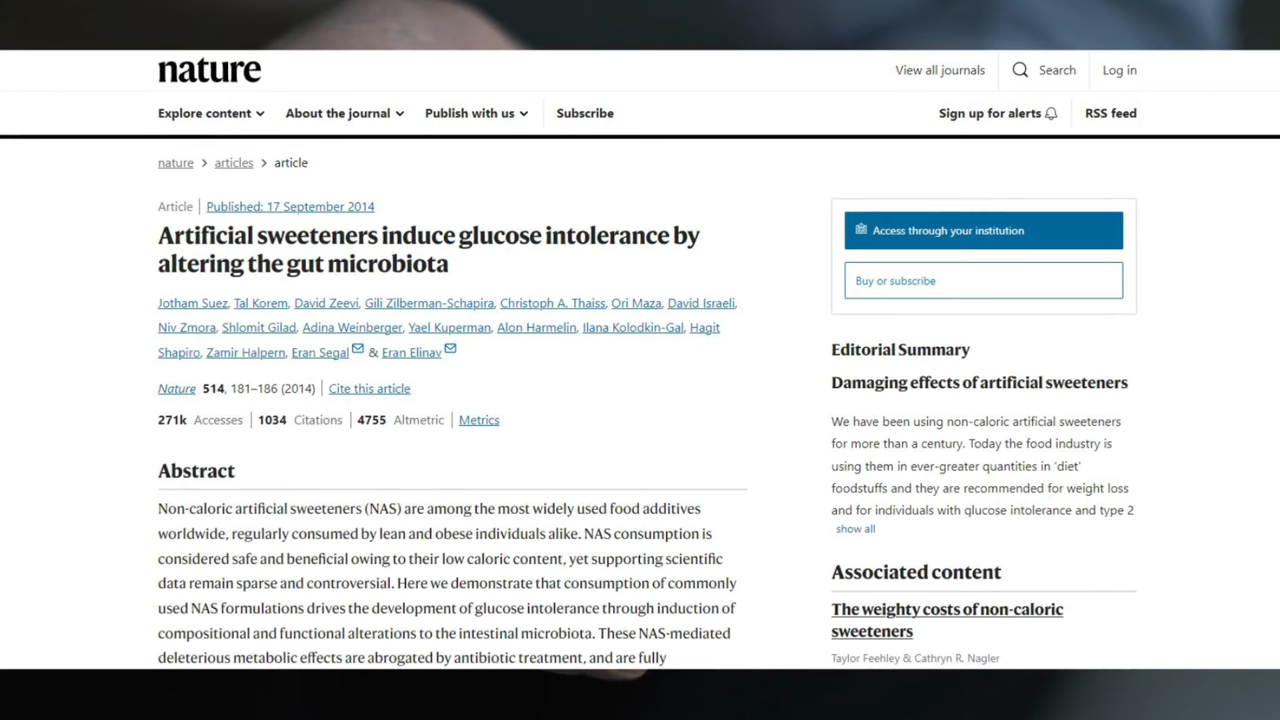 nature
View all journals
Search
Log in
Explore content
About the journal
Publish with us
Subscribe
Sign up for alerts
RSS feed
nature > articles > article
Article | Published: 17 September 2014
Artificial sweeteners induce glucose intolerance by
altering the gut microbiota
Jotham Suez, Tal Korem, David Zeevi, Gili Zilberman-Schapira, Christoph A. Thaiss, Ori Maza, David Israeli,
Niv Zmora, Shlomit Gilad, Adina Weinberger, Yael Kuperman, Alon Harmelin, Ilana Kolodkin-Gal, Hagit
Shapiro, Zamir Halpern, Eran Segal & Eran Elinav
Nature 514, 181–186 (2014) | Cite this article
271k Accesses | 1034 Citations | 4755 Altmetric | Metrics
Abstract
Non-caloric artificial sweeteners (NAS) are among the most widely used food additives
worldwide, regularly consumed by lean and obese individuals alike. NAS consumption is
considered safe and beneficial owing to their low caloric content, yet supporting scientific
data remain sparse and controversial. Here we demonstrate that consumption of commonly
used NAS formulations drives the development of glucose intolerance through induction of
compositional and functional alterations to the intestinal microbiota. These NAS-mediated
deleterious metabolic effects are abrogated by antibiotic treatment, and are fully
Access through your institution
Buy or subscribe
Editorial Summary
Damaging effects of artificial sweeteners
We have been using non-caloric artificial sweeteners
for more than a century. Today the food industry is
using them in ever-greater quantities in 'diet'
foodstuffs and they are recommended for weight loss
and for individuals with glucose intolerance and type 2
show all
Associated content
The weighty costs of non-caloric
sweeteners
Taylor Feehley & Cathryn R. Nagler